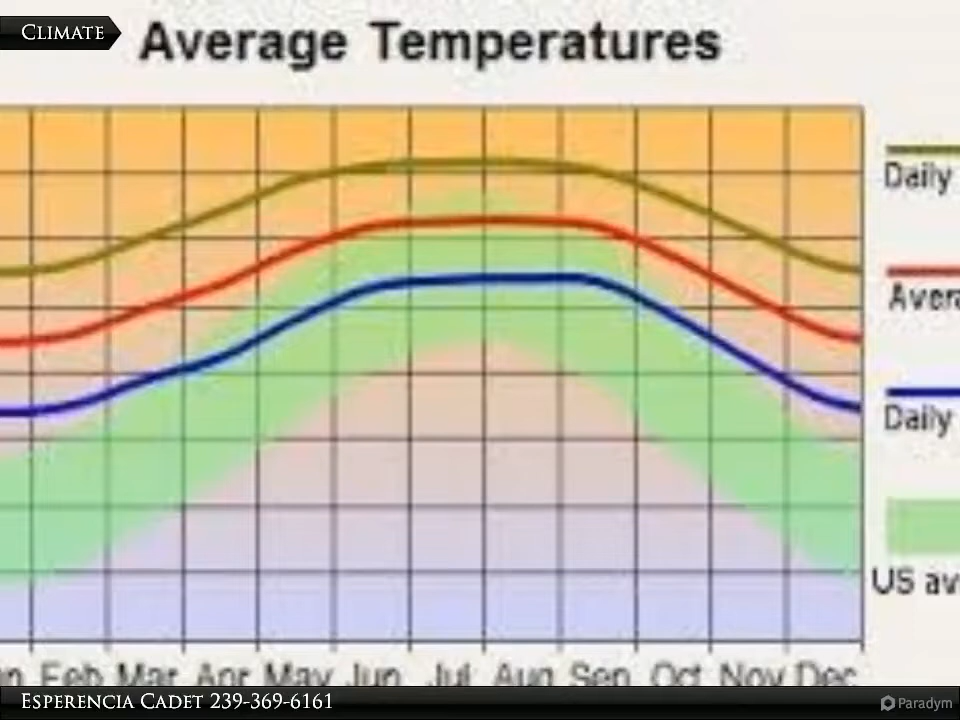 CLIMATE
Average Temperatures
Daily
Avera
Daily
US av
an Feb Mar Apr May Jun Jul Aug Sep Oct Nov Dec
ESPERENCIA CADET 239-369-6161
Paradym